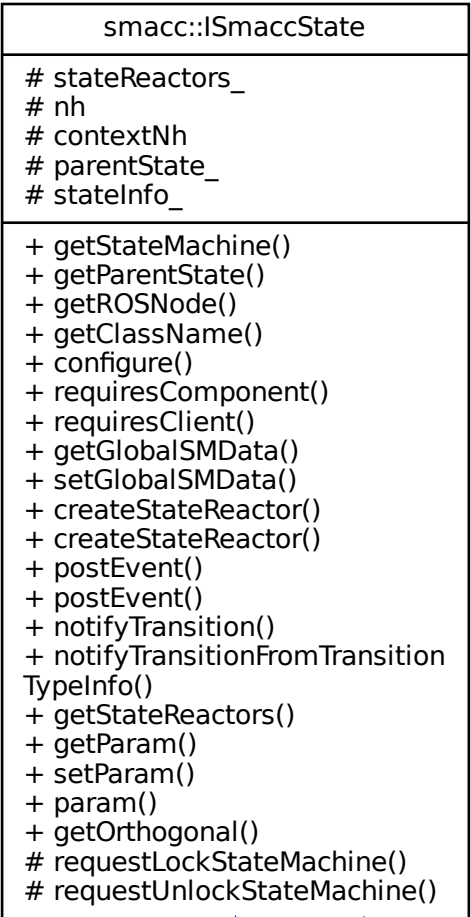 smacc::ISmaccState
# stateReactors_
# nh
# contextNh
# parentState_
# stateInfo_
+ getStateMachine()
+ getParentState()
+ getROSNode()
+ getClassName()
+ configure()
+ requiresComponent()
+ requiresClient()
+ getGlobalSMData()
+ setGlobalSMData()
+ createStateReactor()
+ createStateReactor()
+ postEvent()
+ postEvent()
+ notifyTransition()
+ notifyTransitionFromTransition
TypeInfo()
+ getStateReactors()
+ getParam()
+ setParam()
+ param()
+ getOrthogonal()
# requestLockStateMachine()
# requestUnlockStateMachine()